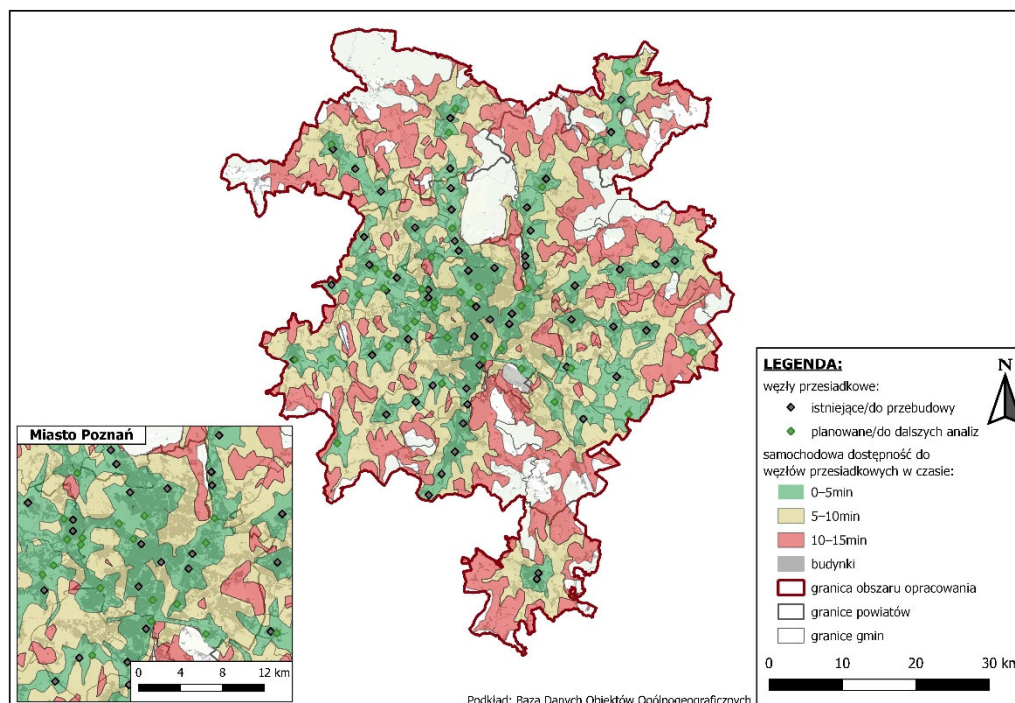 Miasto Poznań
0 4 8 12 km
LEGENDA:
N
węzły przesiadkowe:
istniejące/do przebudowy
planowane/do dalszych analiz
samochodowa dostępność do
węzłów przesiadkowych w czasie:
0–5min
5–10min
10–15min
budynki
granica obszaru opracowania
granice powiatów
granice gmin
0 10 20 30 km
Podkład: Baza Danych Obiektów Ogólnogeograficznych